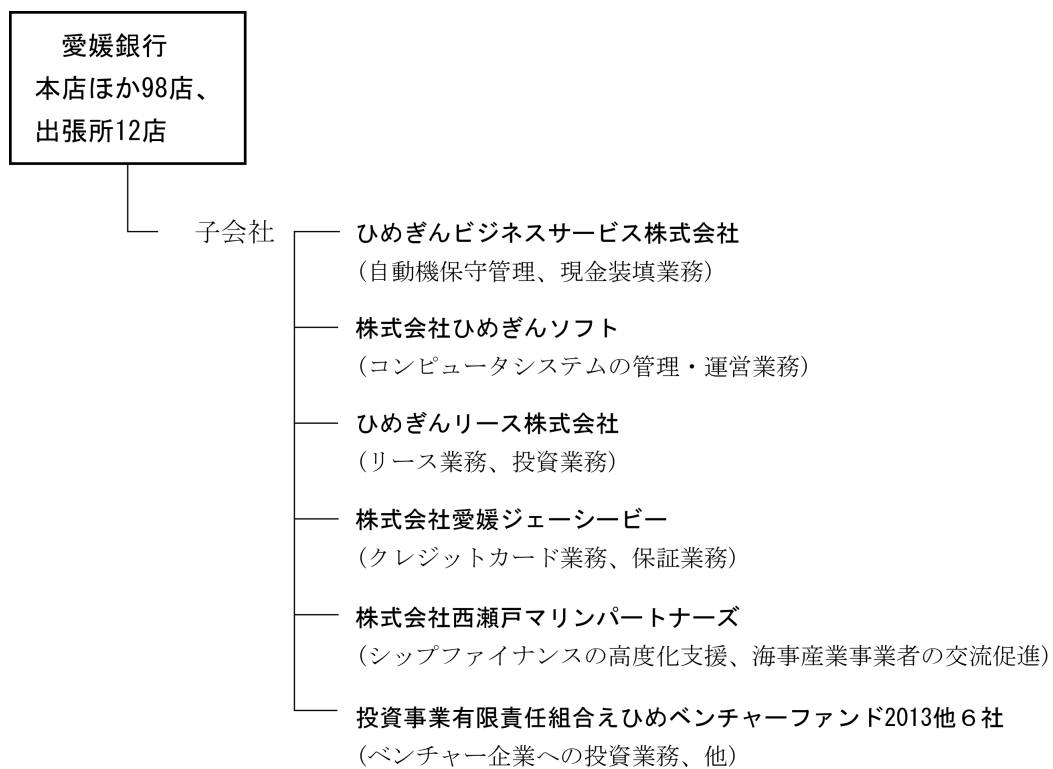 愛媛銀行
本店ほか98店、
出張所12店
子会社
ひめぎんビジネスサービス株式会社
(自動機保守管理、現金装填業務)
株式会社ひめぎんソフト
(コンピュータシステムの管理・運営業務)
ひめぎんリース株式会社
(リース業務、投資業務)
株式会社愛媛ジェーシービー
(クレジットカード業務、保証業務)
株式会社西瀬戸マリンパートナーズ
(シップファイナンスの高度化支援、海事産業事業者の交流促進)
投資事業有限責任組合えひめベンチャーファンド2013他６社
(ベンチャー企業への投資業務、他)